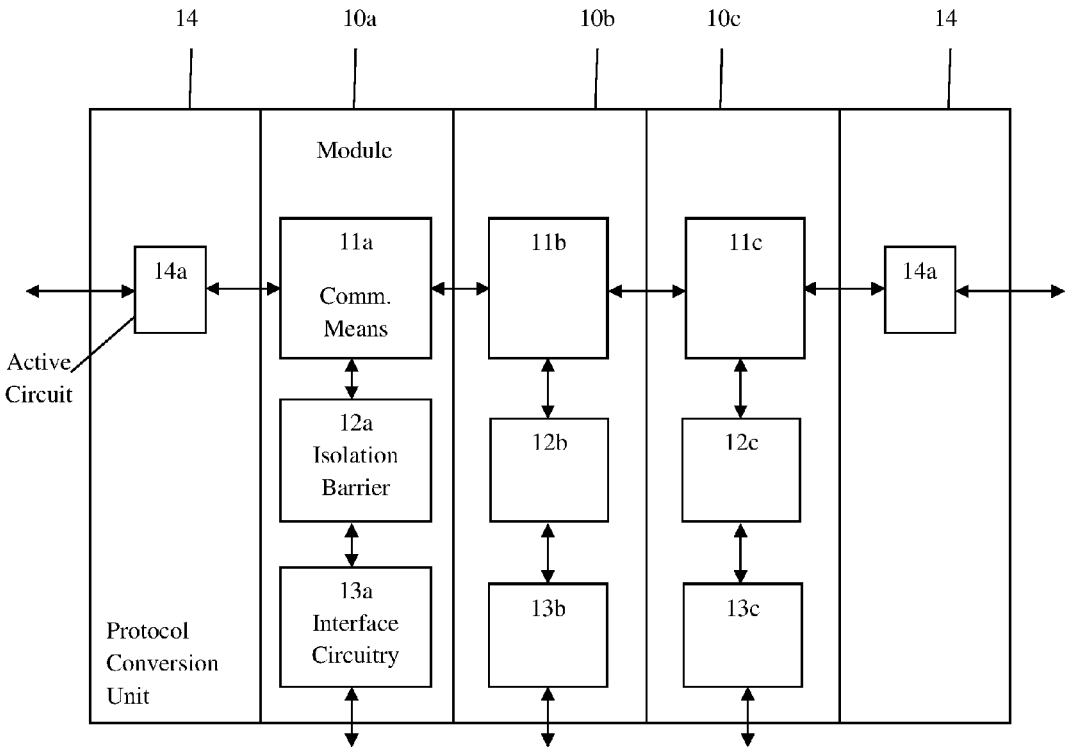 14 10a 10b 10c 14
Module
11a
Comm.
Means
11b
11c
14a
14a
Active
Circuit
12a
Isolation
Barrier
12b
12c
13a
Interface
Circuitry
13b
13c
Protocol
Conversion
Unit